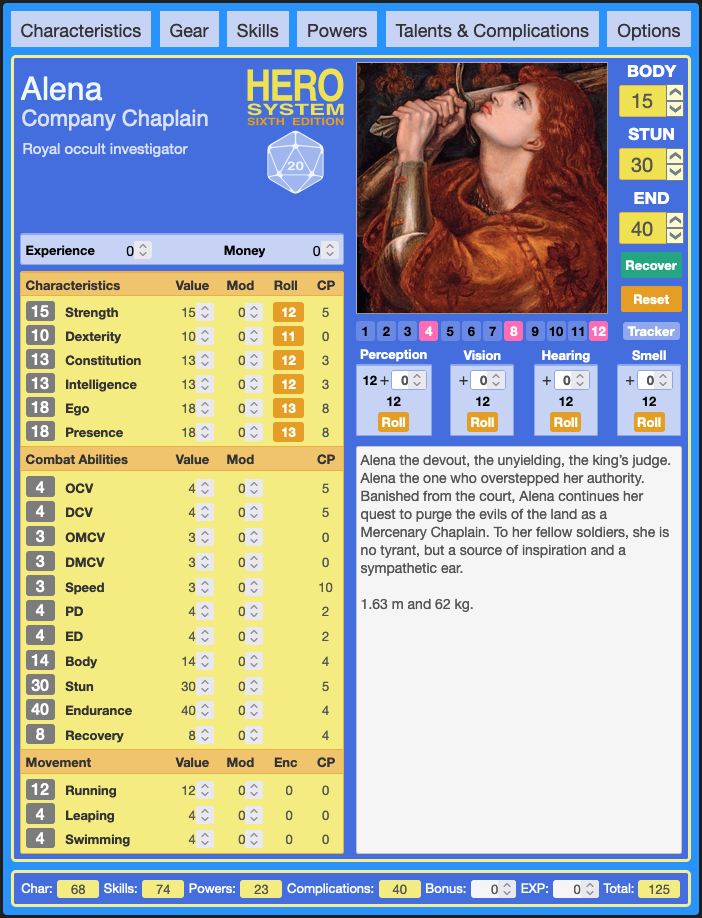 Characteristics Gear Skills Powers Talents & Complications Options
Alena
Company Chaplain
Royal occult investigator
HERO
SYSTEM
SIXTH EDITION
20
BODY
15
STUN
30
END
40
Recover
Reset
Experience 0 Money 0
Characteristics Value Mod Roll CP
15 Strength 15 0 12 5
10 Dexterity 10 0 11 0
13 Constitution 13 0 12 3
13 Intelligence 13 0 12 3
18 Ego 18 0 13 8
18 Presence 18 0 13 8
Combat Abilities Value Mod CP
4 OCV 4 0 5
4 DCV 4 0 5
3 OMCV 3 0 0
3 DMCV 3 0 0
3 Speed 3 0 10
4 PD 4 0 2
4 ED 4 0 2
14 Body 14 0 4
30 Stun 30 0 5
40 Endurance 40 0 4
8 Recovery 8 0 4
Movement Value Mod Enc CP
12 Running 12 0 0 0
4 Leaping 4 0 0 0
4 Swimming 4 0 0 0
1 2 3 4 5 6 7 8 9 10 11 12 Tracker
Perception Vision Hearing Smell
12 + 0 + 0 + 0 + 0
12 12 12 12
Roll Roll Roll Roll
Alena the devout, the unyielding, the king’s judge.
Alena the one who overstepped her authority.
Banished from the court, Alena continues her
quest to purge the evils of the land as a
Mercenary Chaplain. To her fellow soldiers, she is
no tyrant, but a source of inspiration and a
sympathetic ear.
1.63 m and 62 kg.
Char: 68 Skills: 74 Powers: 23 Complications: 40 Bonus: 0 EXP: 0 Total: 125